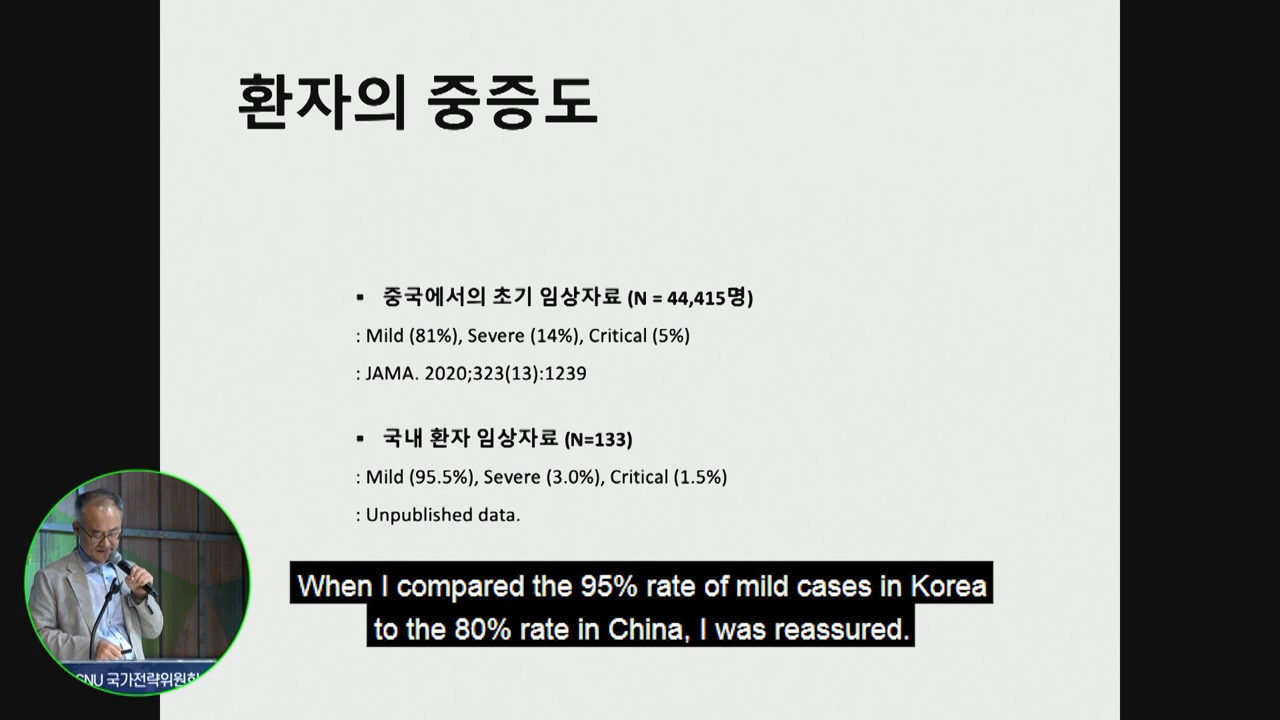 환자의 중증도
▪ 중국에서의 초기 임상자료 (N = 44,415명)
: Mild (81%), Severe (14%), Critical (5%)
: JAMA. 2020;323(13):1239
▪ 국내 환자 임상자료 (N=133)
: Mild (95.5%), Severe (3.0%), Critical (1.5%)
: Unpublished data.
When I compared the 95% rate of mild cases in Korea
to the 80% rate in China, I was reassured.
SNU 국가전략위원회